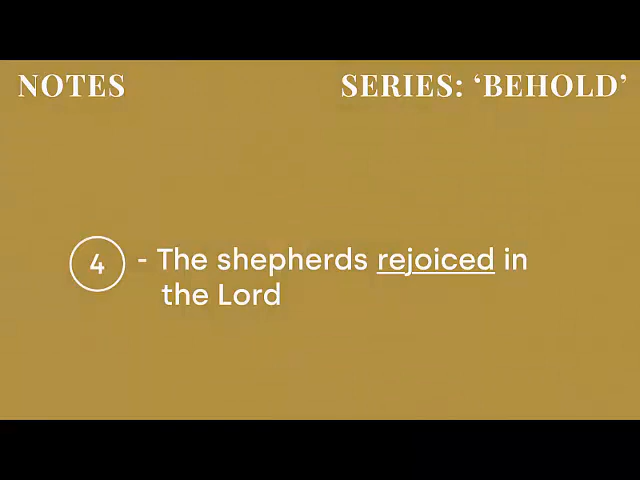 NOTES
SERIES: ‘BEHOLD’
4 - The shepherds rejoiced in
the Lord